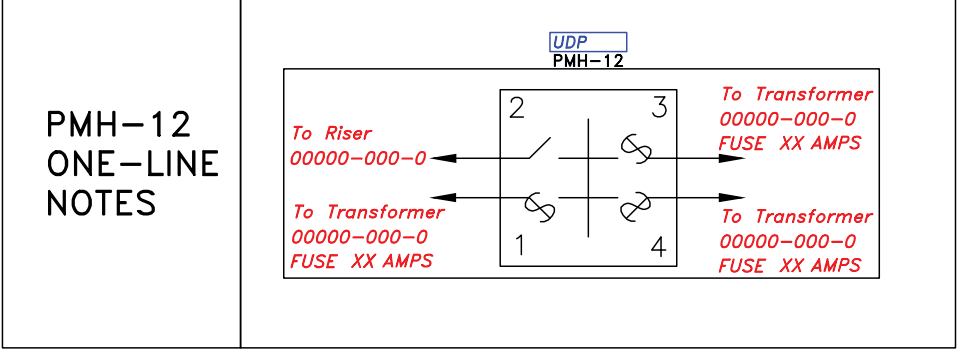 PMH-12
ONE-LINE
NOTES
UDP
PMH-12
To Riser
00000-000-0
2
3
To Transformer
00000-000-0
FUSE XX AMPS
To Transformer
00000-000-0
FUSE XX AMPS
1
4
To Transformer
00000-000-0
FUSE XX AMPS